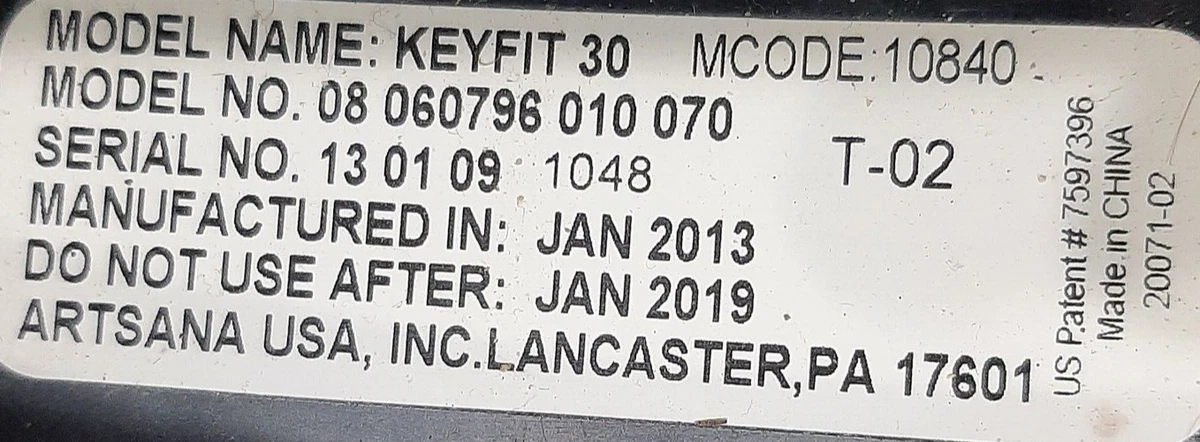 MODEL NAME: KEYFIT 30 MCODE:10840
MODEL NO. 08 060796 010 070
SERIAL NO. 13 01 09 1048
T-02
MANUFACTURED IN: JAN 2013
DO NOT USE AFTER: JAN 2019
ARTSANA USA, INC.LANCASTER,PA 17601
US Patent # 7597396
Made in CHINA
20071-02